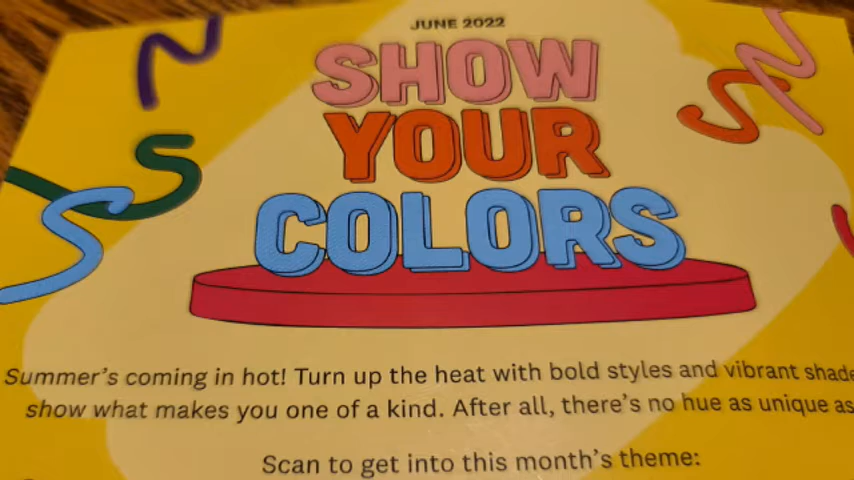 JUNE 2022
SHOW
YOUR
COLORS
Summer's coming in hot! Turn up the heat with bold styles and vibrant shade
show what makes you one of a kind. After all, there's no hue as unique as
Scan to get into this month's theme: